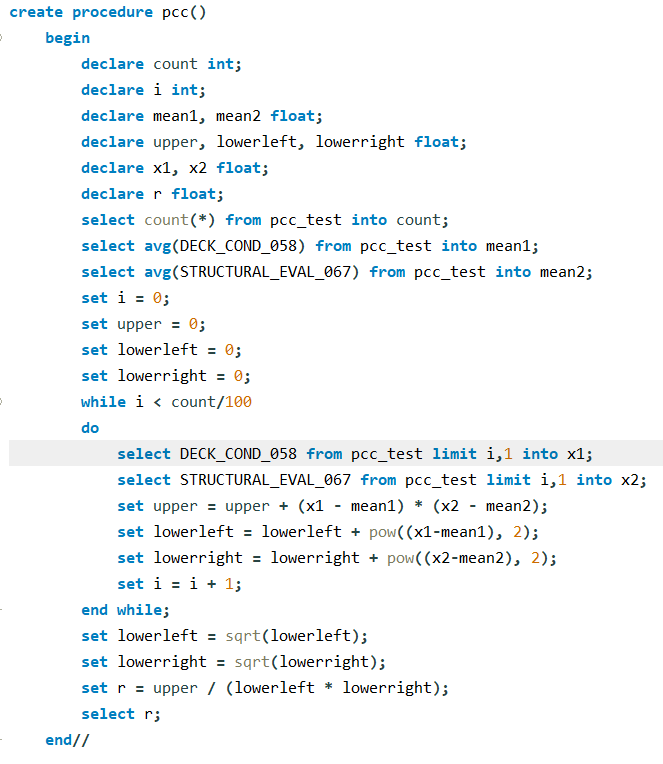 create procedure pcc()
begin
declare count int;
declare i int;
declare mean1, mean2 float;
declare upper, lowerleft, lowerright float;
declare x1, x2 float;
declare r float;
select count(*) from pcc_test into count;
select avg(DECK_COND_058) from pcc_test into mean1;
select avg(STRUCTURAL_EVAL_067) from pcc_test into mean2;
set i = 0;
set upper = 0;
set lowerleft = 0;
set lowerright = 0;
while i < count/100
do
select DECK_COND_058 from pcc_test limit i,1 into x1;
select STRUCTURAL_EVAL_067 from pcc_test limit i,1 into x2;
set upper = upper + (x1 - mean1) * (x2 - mean2);
set lowerleft = lowerleft + pow((x1-mean1), 2);
set lowerright = lowerright + pow((x2-mean2), 2);
set i = i + 1;
end while;
set lowerleft = sqrt(lowerleft);
set lowerright = sqrt(lowerright);
set r = upper / (lowerleft * lowerright);
select r;
end//